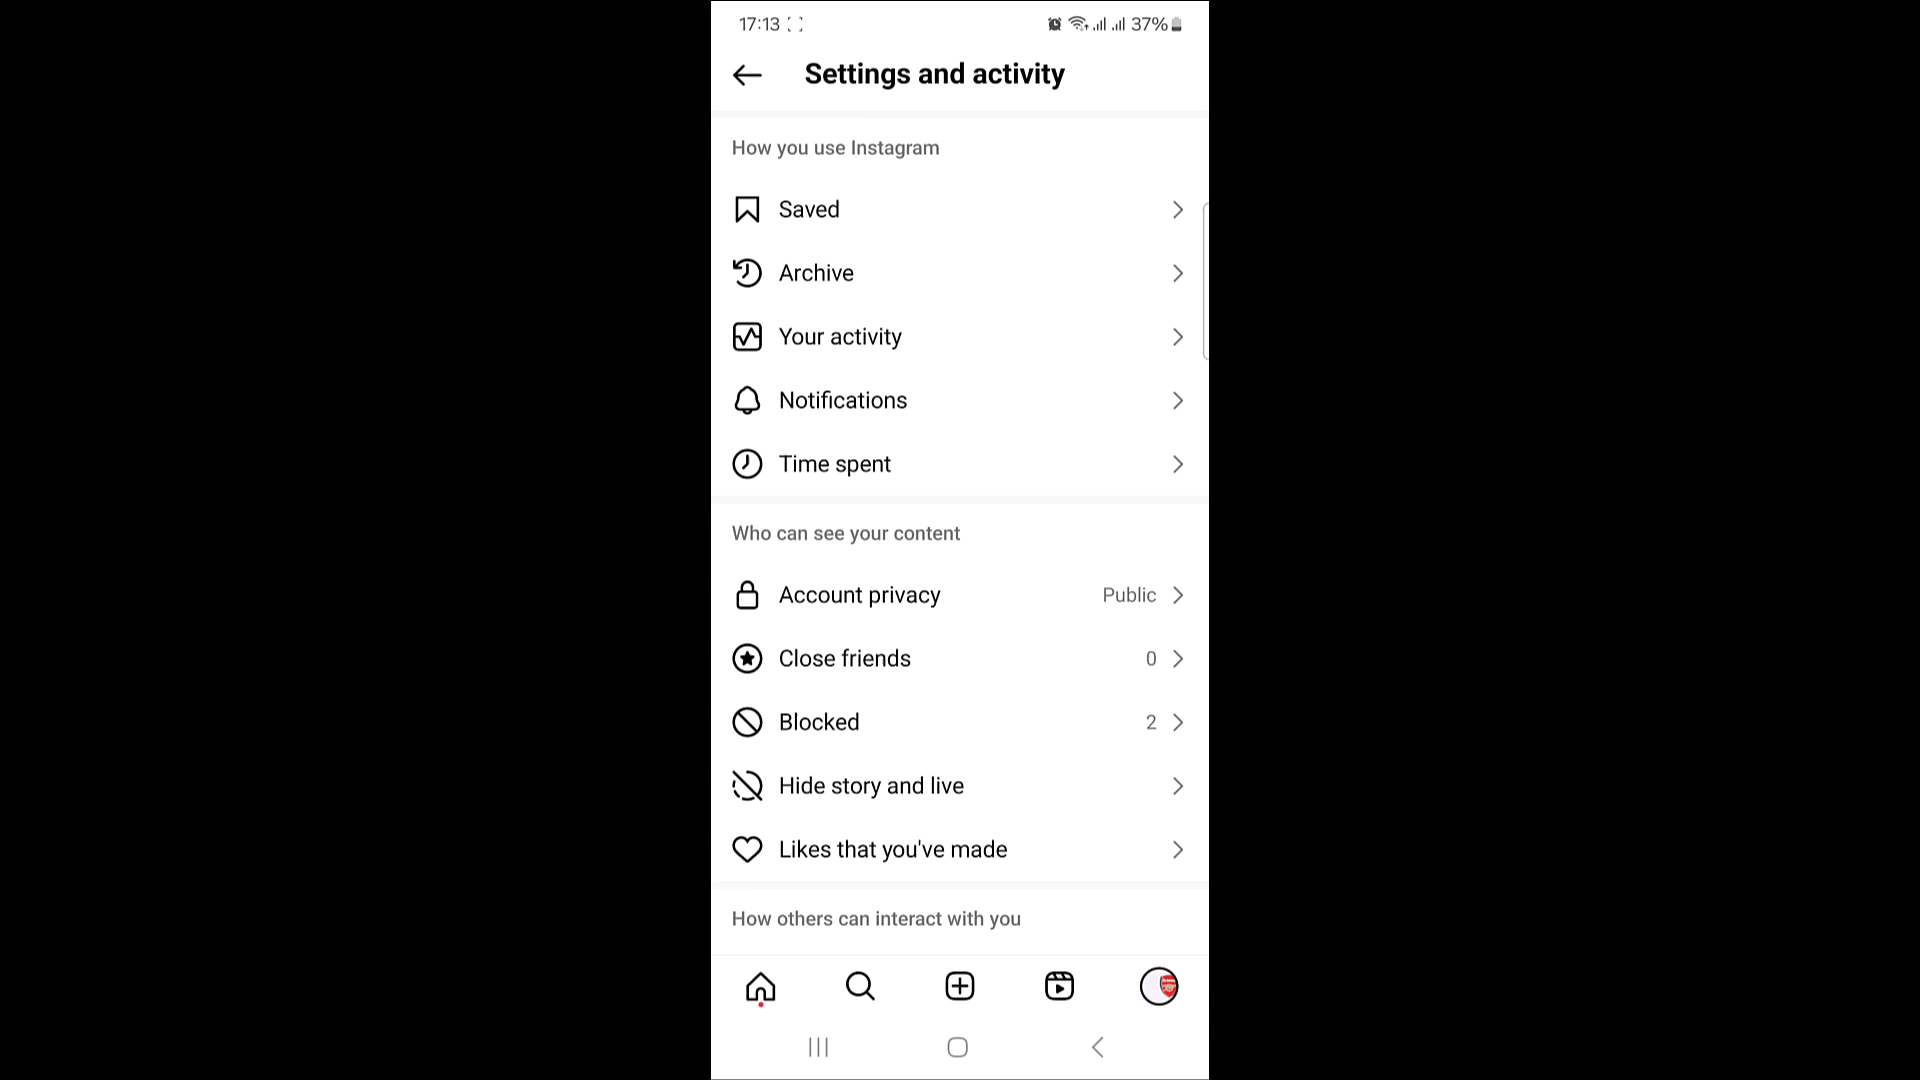 17:13
37%
Settings and activity
How you use Instagram
Saved
Archive
Your activity
Notifications
Time spent
Who can see your content
Account privacy Public
Close friends 0
Blocked 2
Hide story and live
Likes that you've made
How others can interact with you